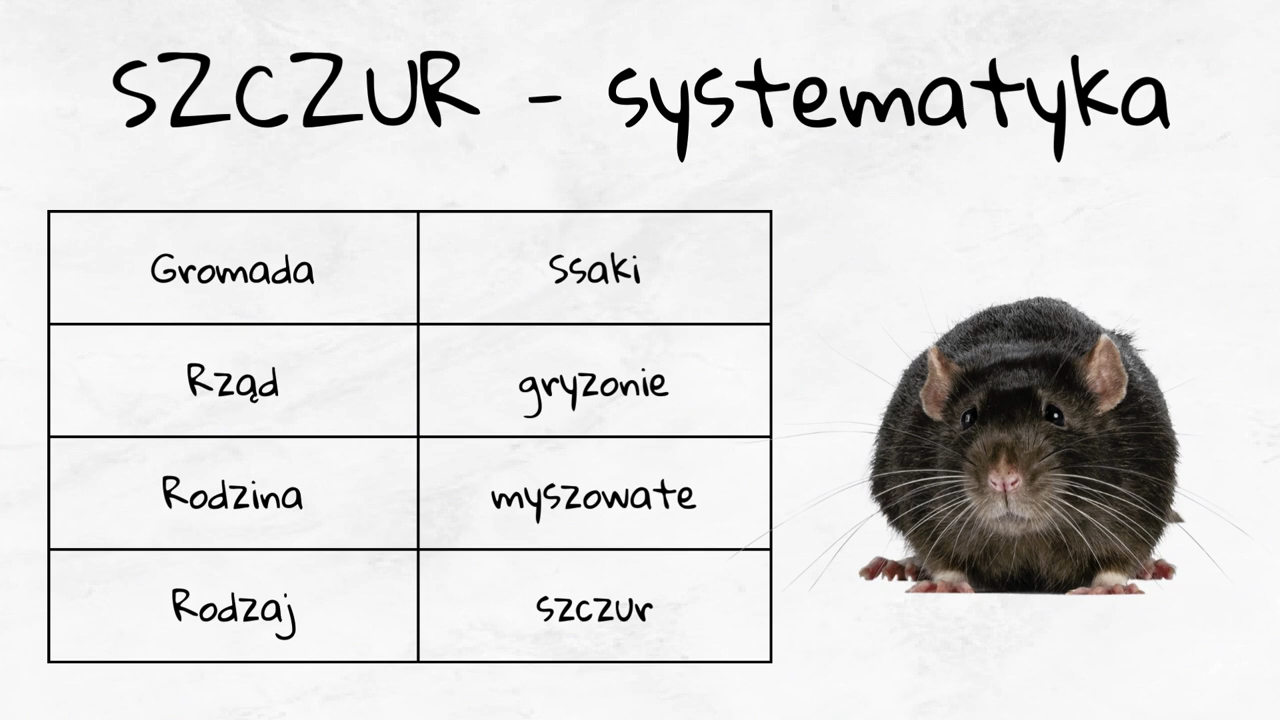 SZCZUR - systematyka
Gromada Ssaki
Rząd gryzonie
Rodzina myszowate
Rodzaj szczur